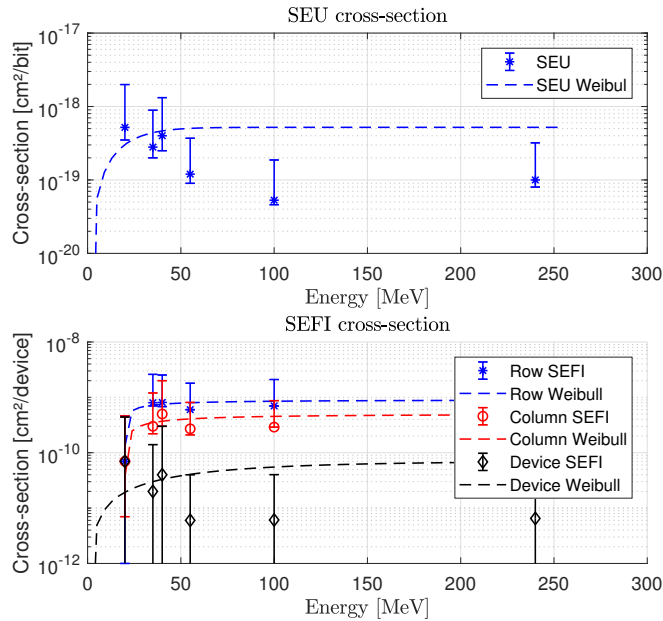 SEU cross-section
Cross-section [cm²/bit]
10^-17
10^-18
10^-19
10^-20
SEU
SEU Weibul
0 50 100 150 200 250 300
Energy [MeV]
SEFI cross-section
Cross-section [cm²/device]
10^-8
10^-10
10^-12
Row SEFI
Row Weibull
Column SEFI
Column Weibull
Device SEFI
Device Weibull
0 50 100 150 200 250 300
Energy [MeV]